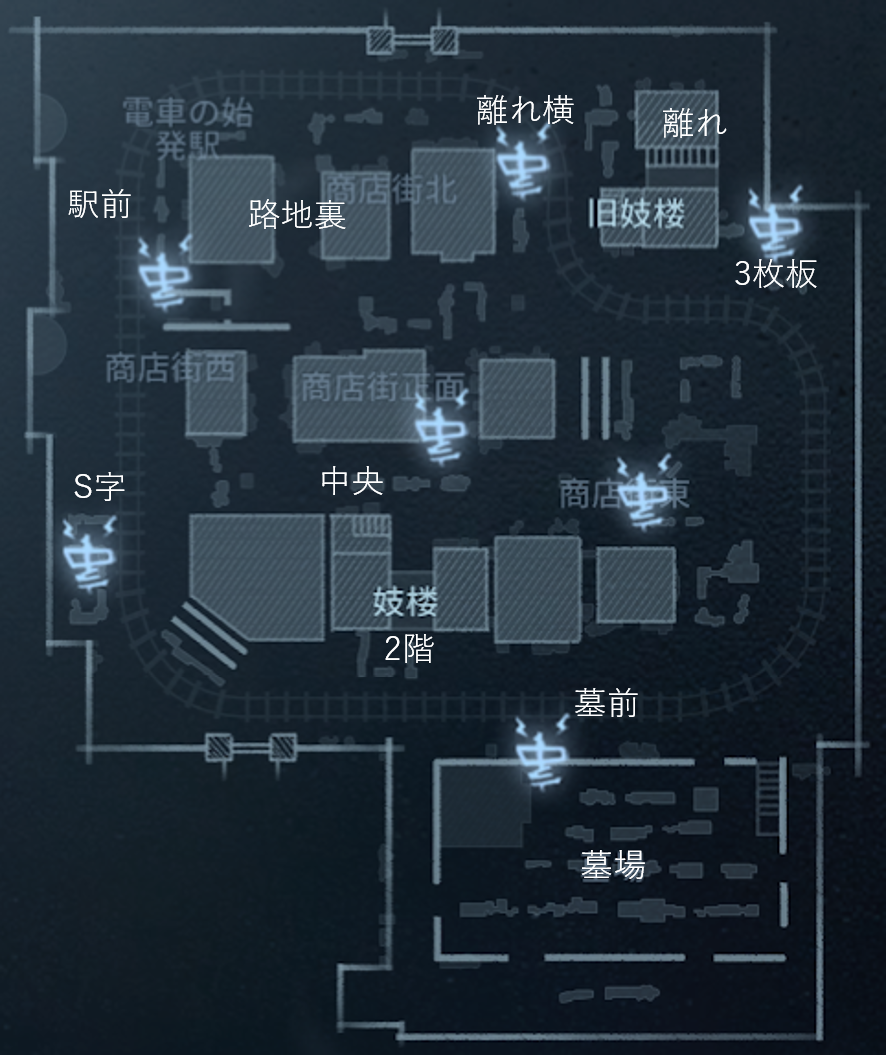 電車の始
発駅
離れ横
離れ
駅前
商店街北
路地裏
旧妓楼
3枚板
商店街西
商店街正面
中央
S字
商店街東
妓楼
2階
墓前
墓場